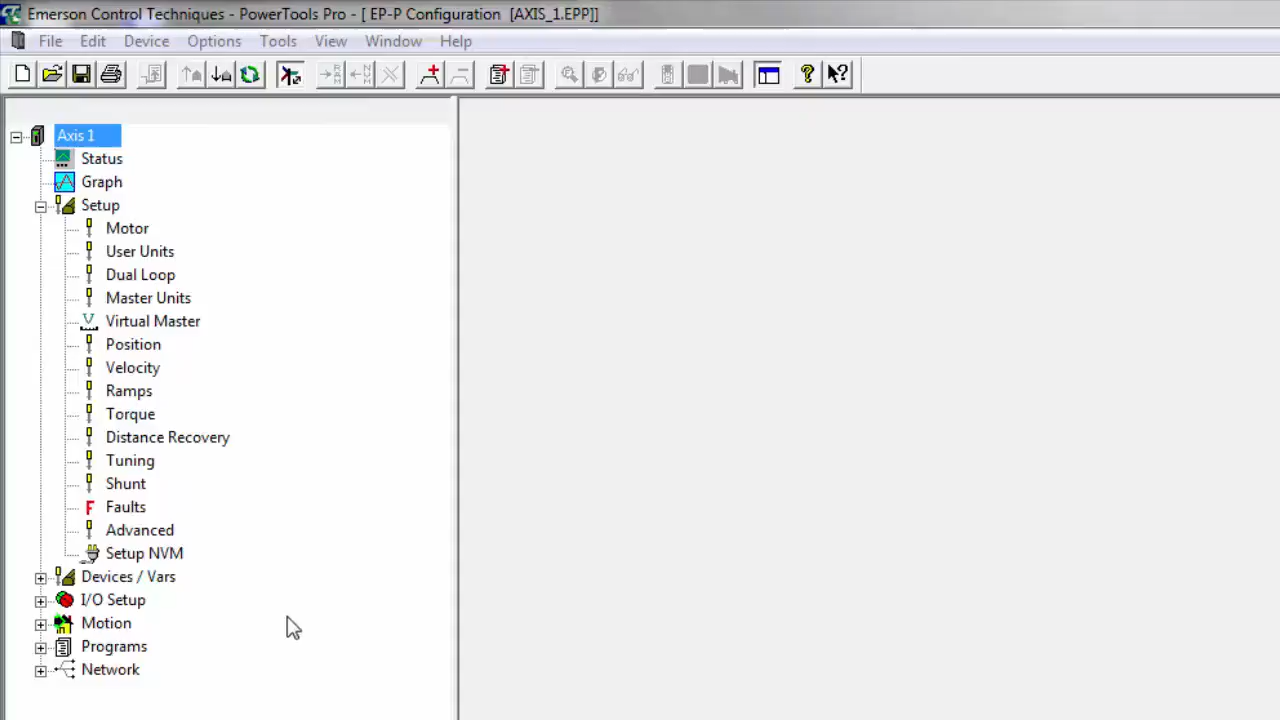 Emerson Control Techniques - PowerTools Pro - [ EP-P Configuration [AXIS_1.EPP]]
File Edit Device Options Tools View Window Help
Axis 1
Status
Graph
Setup
Motor
User Units
Dual Loop
Master Units
Virtual Master
Position
Velocity
Ramps
Torque
Distance Recovery
Tuning
Shunt
Faults
Advanced
Setup NVM
Devices / Vars
I/O Setup
Motion
Programs
Network